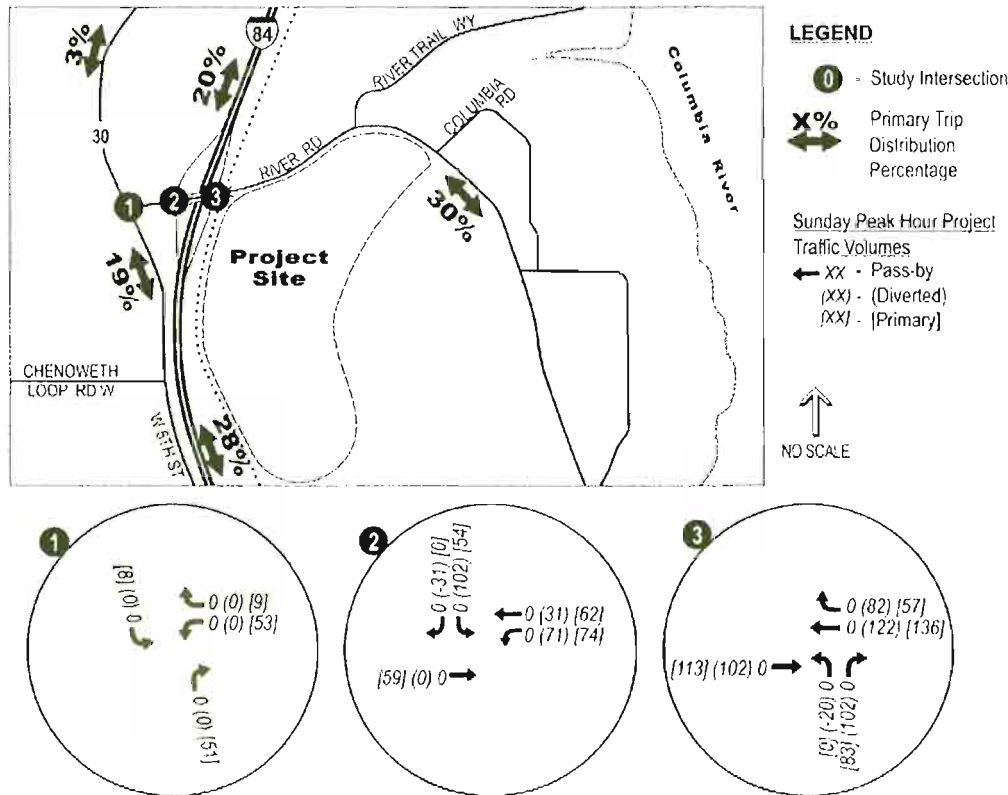 3%
30
20%
84
RIVER TRAIL WY
COLUMBIA RD
RIVER RD
Columbia River
1
2
3
19%
30%
Project
Site
CHENOWETH
LOOP RD W
W 6TH ST
28%
LEGEND
0 - Study Intersection
X% Primary Trip
Distribution
Percentage
Sunday Peak Hour Project
Traffic Volumes
XX - Pass-by
(XX) - (Diverted)
[XX] - [Primary]
NO SCALE
1
[8] (0) 0
0 (0) [9]
0 (0) [53]
0 (0) [51]
2
0 (-31) [0]
0 (102) [54]
0 (31) [62]
0 (71) [74]
[59] (0) 0
3
0 (82) [57]
0 (122) [136]
[113] (102) 0
[0] (-20) 0
[83] (102) 0